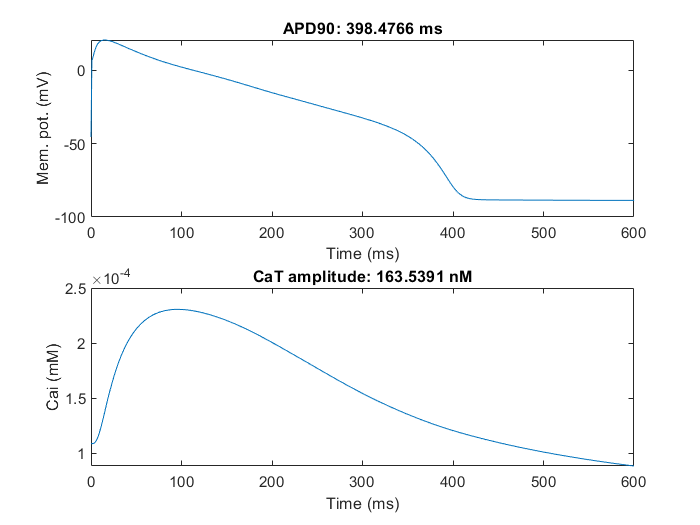 APD90: 398.4766 ms
0
-50
-100
Mem. pot. (mV)
0 100 200 300 400 500 600
Time (ms)
×10-4
CaT amplitude: 163.5391 nM
2.5
2
1.5
1
Cai (mM)
0 100 200 300 400 500 600
Time (ms)